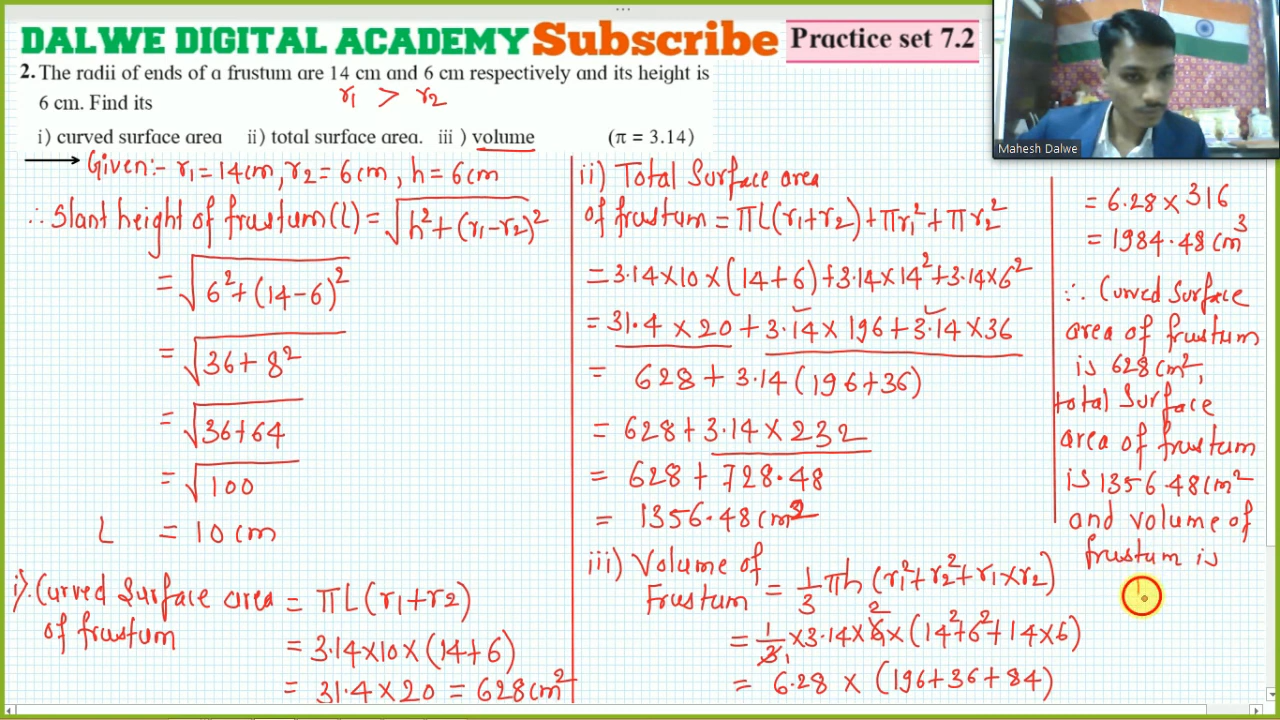 DALWE DIGITAL ACADEMY Subscribe Practice set 7.2
2. The radii of ends of a frustum are 14 cm and 6 cm respectively and its height is
6 cm. Find its
r₁ > r₂
i) curved surface area ii) total surface area. iii ) volume (π = 3.14)
Mahesh Dalwe
→ Given:- r₁ = 14cm, r₂ = 6cm, h = 6cm
∴ Slant height of frustum (l) = √h² + (r₁-r₂)²
= √6² + (14-6)²
= √36 + 8²
= √36+64
= √100
L = 10 cm
i). Curved Surface area = πL(r₁+r₂)
of frustum
= 3.14×10×(14+6)
= 31.4 × 20 = 628cm²
ii) Total Surface area
of frustum = πL(r₁+r₂)+πr₁²+πr₂²
= 3.14×10×(14+6)+3.14×14²+3.14×6²
= 31.4 × 20 + 3.14 × 196 + 3.14 × 36
= 628 + 3.14 (196+36)
= 628 + 3.14 × 232
= 628 + 728.48
= 1356.48cm²
iii) Volume of
Frustum = 1/3 πh (r₁²+r₂²+r₁×r₂)
= 1/3 1 ×3.14×6 2 ×(14²+6²+14×6)
= 6.28 × (196+36+84)
= 6.28 × 316
= 1984.48cm³
∴ Curved Surface
area of frustum
is 628cm²,
total Surface
area of frustum
is 1356.48cm²
and volume of
frustum is